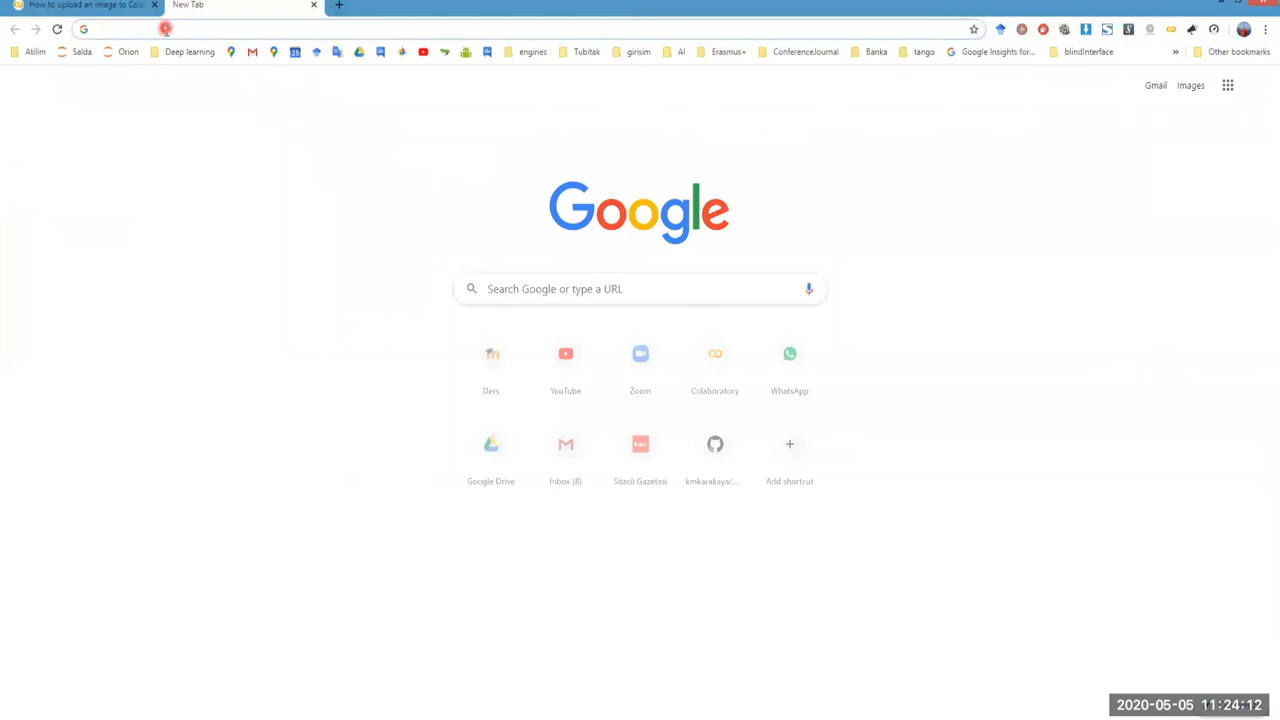 How to upload an image to Cola
New Tab
Atilim
Salda
Orion
Deep learning
25
engines
Tubitak
girisim
AI
Erasmus+
ConferenceJournal
Banka
tango
Google Insights for...
blindInterface
»
Other bookmarks
Gmail
Images
Google
Search Google or type a URL
Ders
YouTube
Zoom
Colaboratory
WhatsApp
Google Drive
Inbox (8)
Sözcü Gazetesi
kmkarakaya/...
Add shortcut
2020-05-05 11:24:12